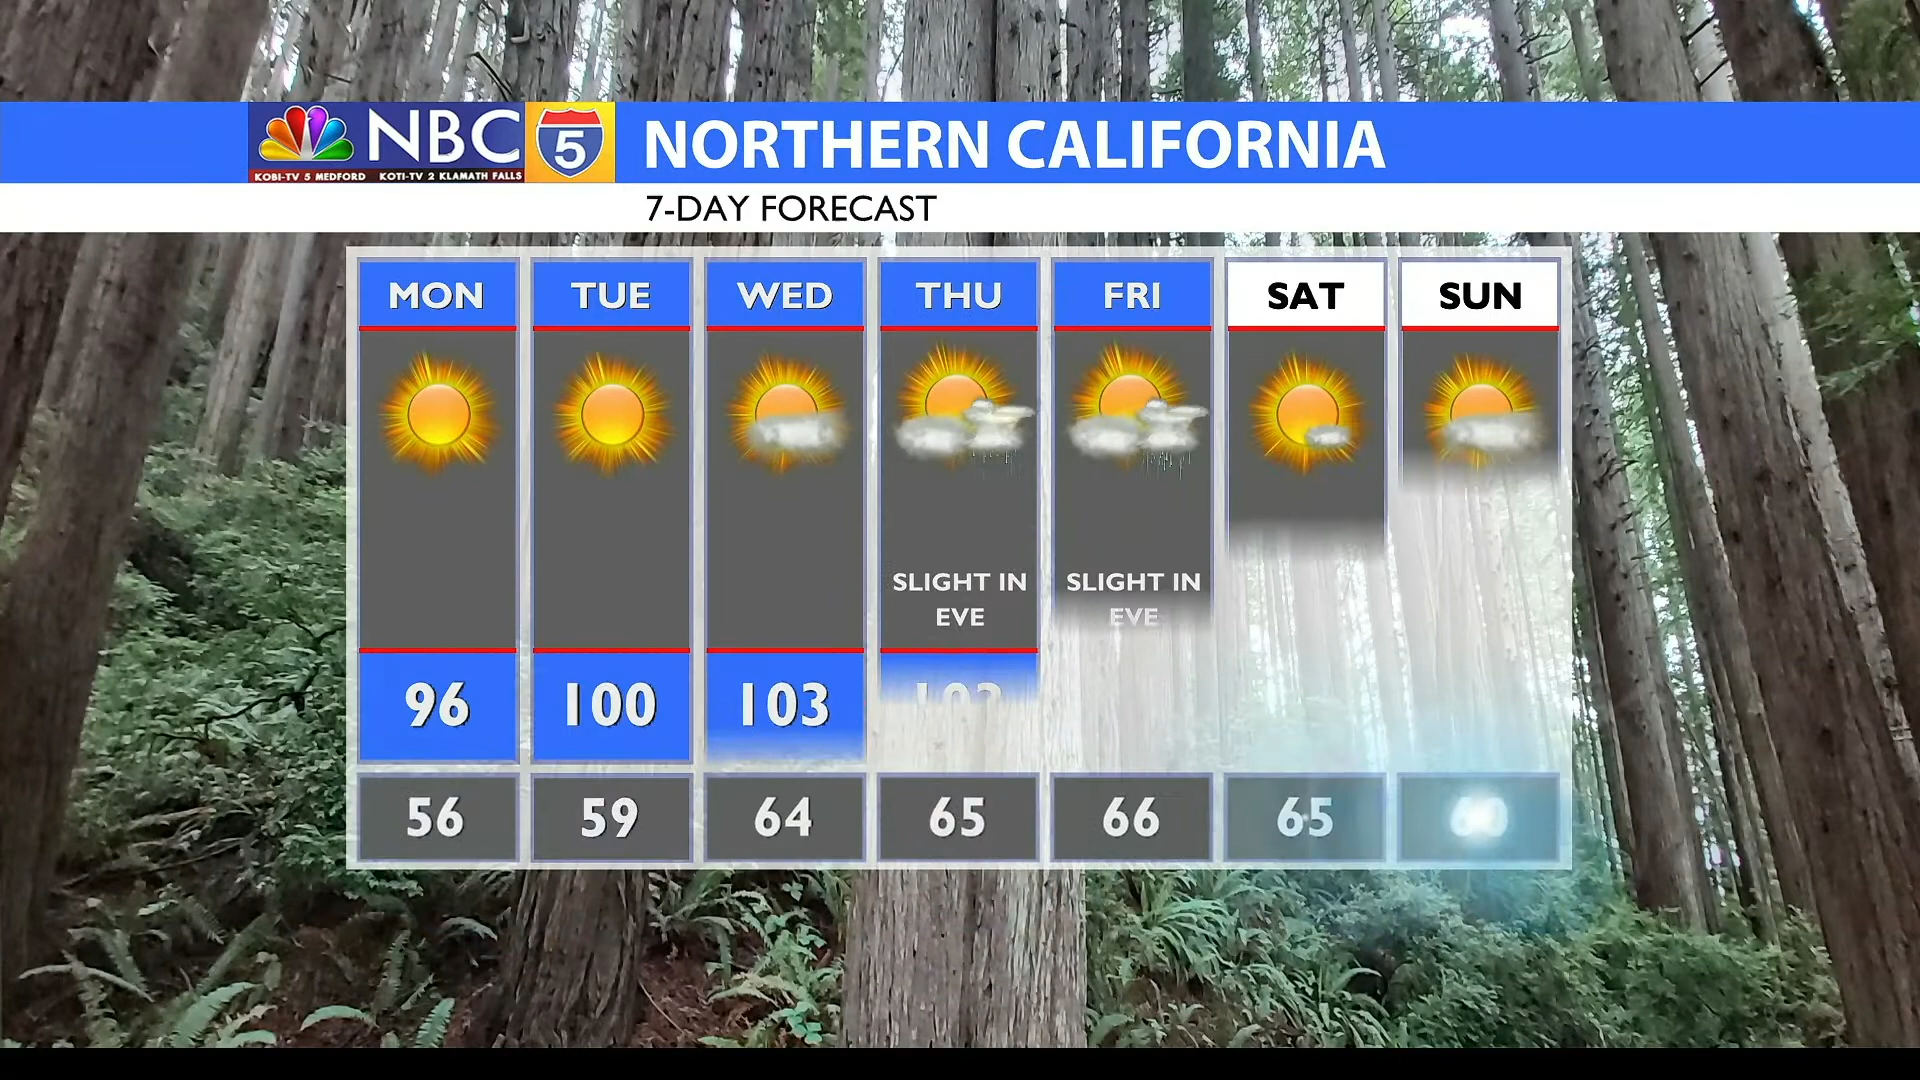 NBC 5
KOBI-TV 5 MEDFORD KOTI-TV 2 KLAMATH FALLS
NORTHERN CALIFORNIA
7-DAY FORECAST
MON TUE WED THU FRI SAT SUN
SLIGHT IN SLIGHT IN
EVE EVE
96 100 103
56 59 64 65 66 65